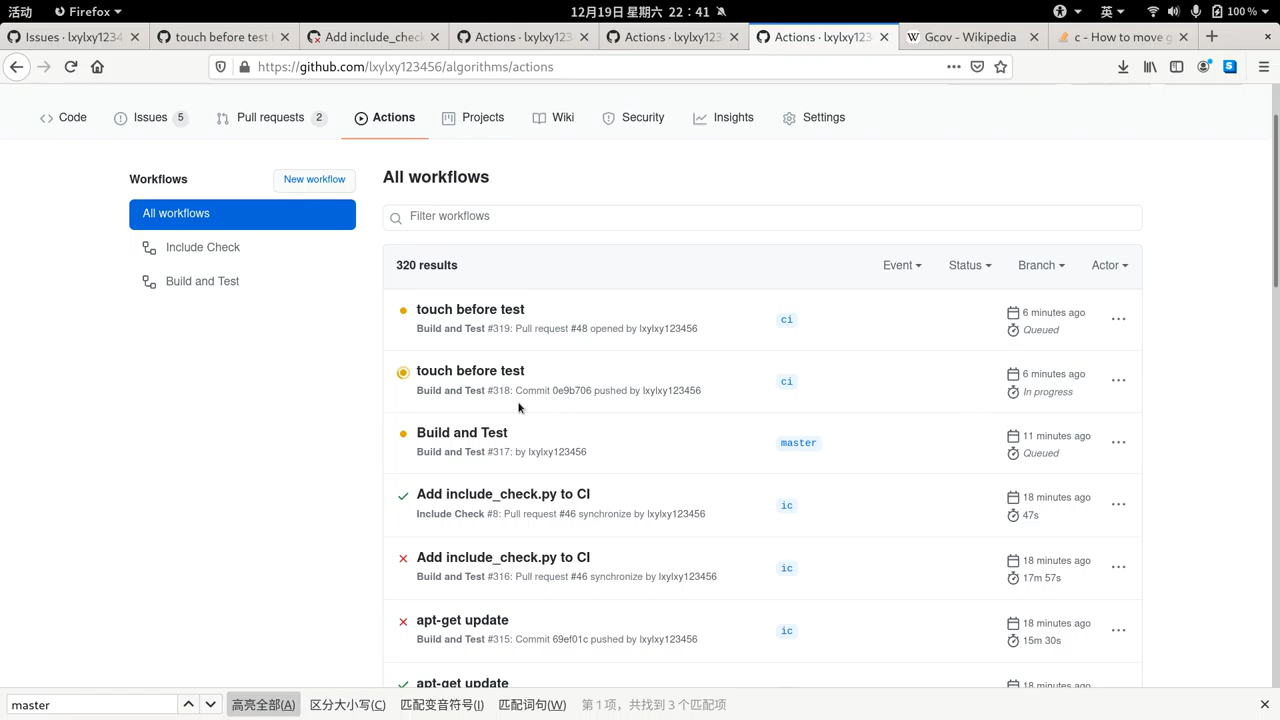 活动 Firefox 12月19日 星期六 22：41 英 100 %
Issues · lxylxy1234 touch before test Add include_check Actions · lxylxy123 Actions · lxylxy123 Actions · lxylxy123 Gcov - Wikipedia c - How to move g
https://github.com/lxylxy123456/algorithms/actions
Code Issues 5 Pull requests 2 Actions Projects Wiki Security Insights Settings
Workflows New workflow
All workflows
Include Check
Build and Test
All workflows
Filter workflows
320 results Event Status Branch Actor
touch before test
Build and Test #319: Pull request #48 opened by lxylxy123456
ci
6 minutes ago
Queued
touch before test
Build and Test #318: Commit 0e9b706 pushed by lxylxy123456
ci
6 minutes ago
In progress
Build and Test
Build and Test #317: by lxylxy123456
master
11 minutes ago
Queued
Add include_check.py to CI
Include Check #8: Pull request #46 synchronize by lxylxy123456
ic
18 minutes ago
47s
Add include_check.py to CI
Build and Test #316: Pull request #46 synchronize by lxylxy123456
ic
18 minutes ago
17m 57s
apt-get update
Build and Test #315: Commit 69ef01c pushed by lxylxy123456
ic
18 minutes ago
15m 30s
apt-get update
18 minutes ago
master 高亮全部(A) 区分大小写(C) 匹配变音符号(I) 匹配词句(W) 第 1 项，共找到 3 个匹配项